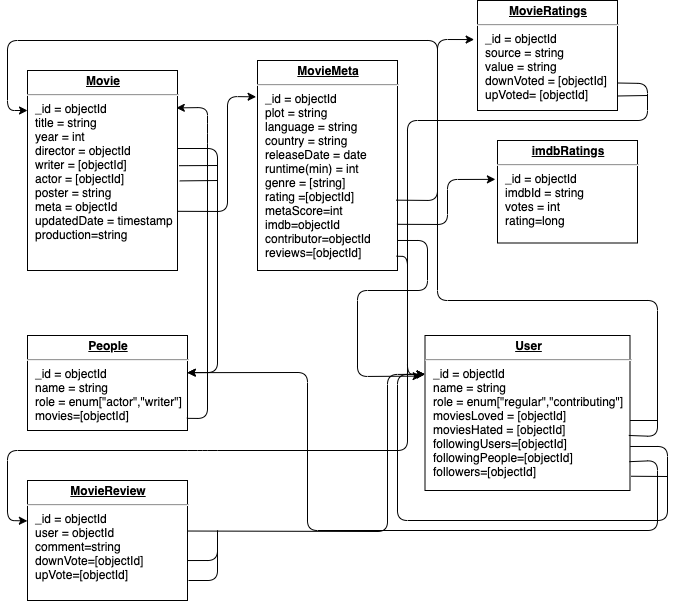 MovieRatings
_id = objectId
source = string
value = string
downVoted = [objectId]
upVoted= [objectId]
Movie
_id = objectId
title = string
year = int
director = objectId
writer = [objectId]
actor = [objectId]
poster = string
meta = objectId
updatedDate = timestamp
production=string
MovieMeta
_id = objectId
plot = string
language = string
country = string
releaseDate = date
runtime(min) = int
genre = [string]
rating =[objectId]
metaScore=int
imdb=objectId
contributor=objectId
reviews=[objectId]
imdbRatings
_id = objectId
imdbId = string
votes = int
rating=long
People
_id = objectId
name = string
role = enum["actor","writer"]
movies=[objectId]
User
_id = objectId
name = string
role = enum["regular","contributing"]
moviesLoved = [objectId]
moviesHated = [objectId]
followingUsers=[objectId]
followingPeople=[objectId]
followers=[objectId]
MovieReview
_id = objectId
user = objectId
comment=string
downVote=[objectId]
upVote=[objectId]